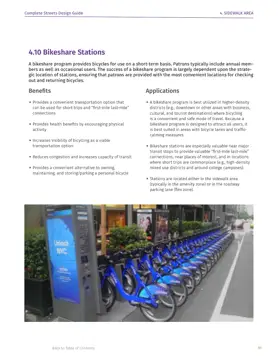 Complete Streets Design Guide
4. SIDEWALK AREA
4.10 Bikeshare Stations
A bikeshare program provides bicycles for use on a short term basis. Patrons typically include annual mem-
bers as well as occasional users. The success of a bikeshare program is largely dependent upon the strate-
gic location of stations, ensuring that patrons are provided with the most convenient locations for checking
out and returning bicycles.
Benefits
• Provides a convenient transportation option that
can be used for short trips and "first-mile last-mile"
connections
• Provides health benefits by encouraging physical
activity
• Increases visibility of bicycling as a viable
transportation option
• Reduces congestion and increases capacity of transit
• Provides a convenient alternative to owning,
maintaining, and storing/parking a personal bicycle
Applications
• A bikeshare program is best utilized in higher-density
districts (e.g., downtown or other areas with business,
cultural, and tourist destinations) where bicycling
is a convenient and safe mode of travel. Because a
bikeshare program is designed to attract all users, it
is best suited in areas with bicycle lanes and traffic
calming measures
• Bikeshare stations are especially valuable near major
transit stops to provide valuable "first-mile last-mile"
connections, near places of interest, and in locations
where short trips are commonplace (e.g., high-density
mixed use districts and around college campuses)
• Stations are located either in the sidewalk area
(typically in the amenity zone) or in the roadway
parking lane (flex zone).
Unlock
NYC
Back to Table of Contents